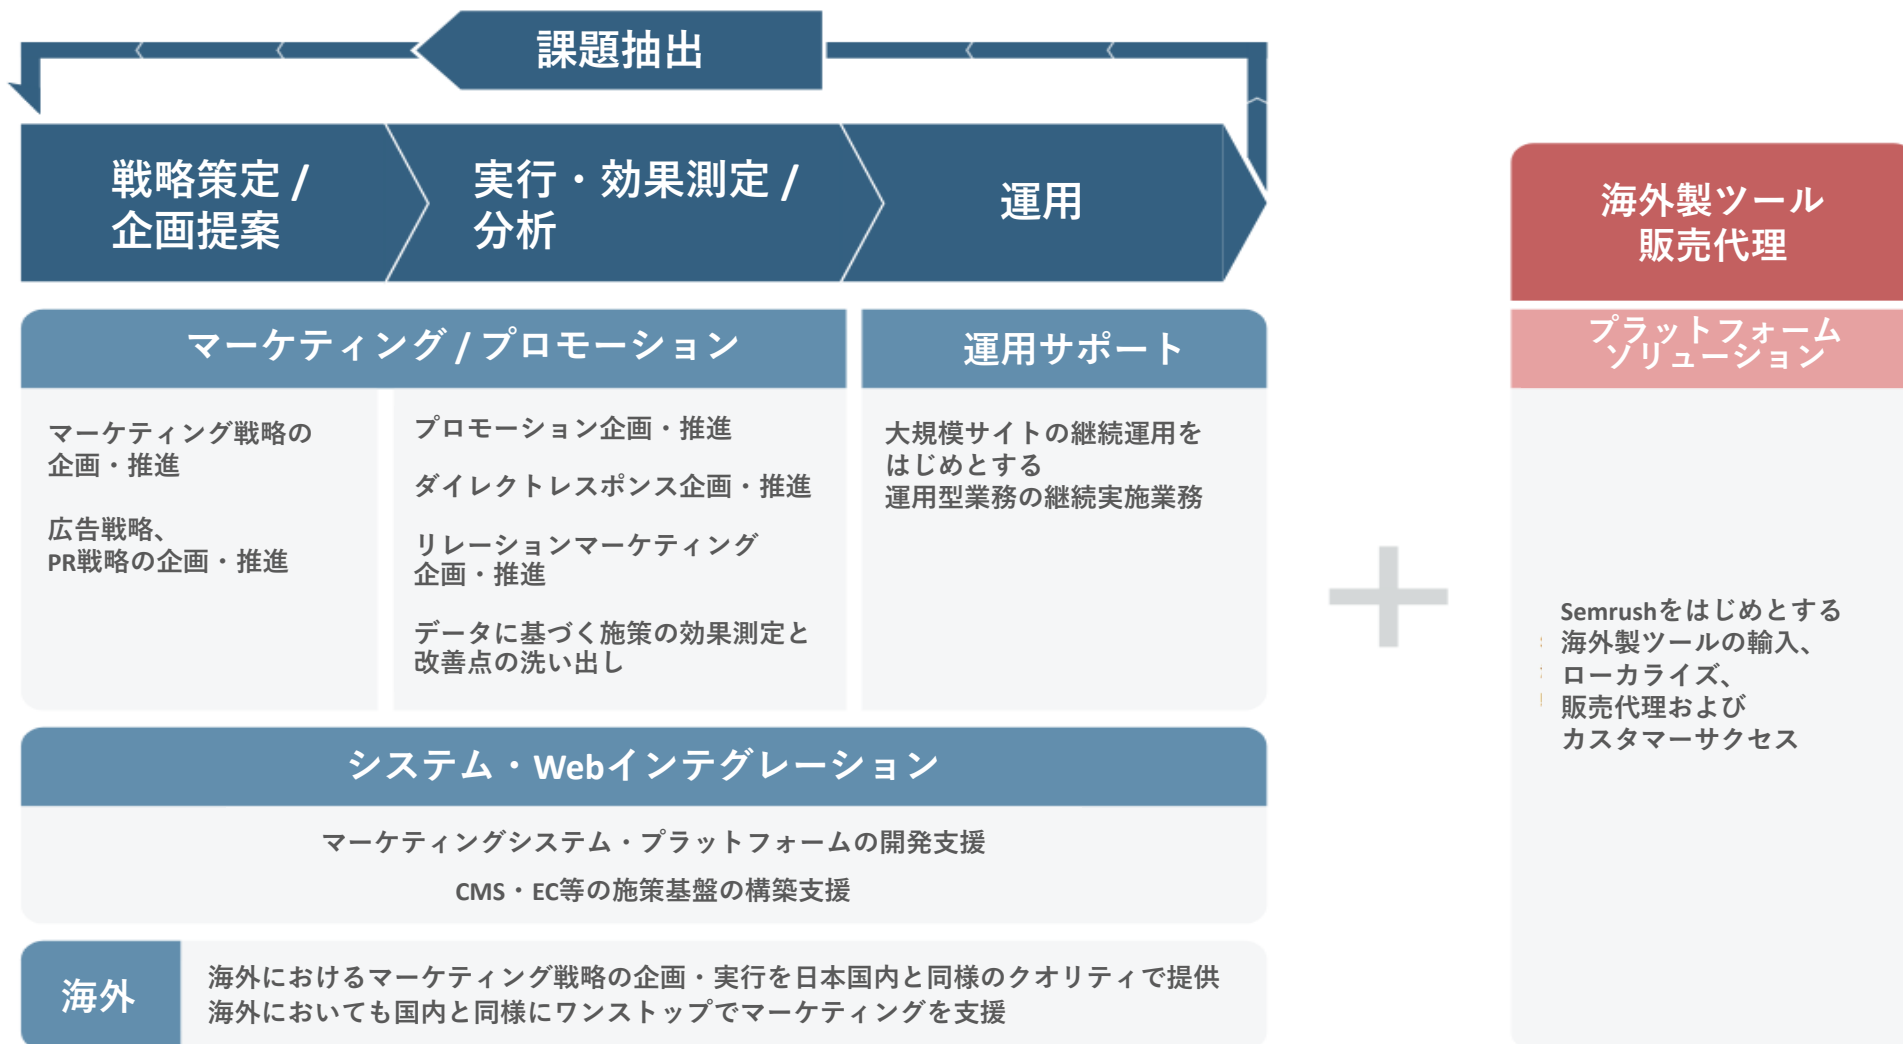 課題抽出
戦略策定 /
企画提案
実行・効果測定 /
分析
運用
マーケティング / プロモーション
運用サポート
マーケティング戦略の
企画・推進
広告戦略、
PR戦略の企画・推進
プロモーション企画・推進
ダイレクトレスポンス企画・推進
リレーションマーケティング
企画・推進
データに基づく施策の効果測定と
改善点の洗い出し
大規模サイトの継続運用を
はじめとする
運用型業務の継続実施業務
システム・Webインテグレーション
マーケティングシステム・プラットフォームの開発支援
CMS・EC等の施策基盤の構築支援
海外
海外におけるマーケティング戦略の企画・実行を日本国内と同様のクオリティで提供
海外においても国内と同様にワンストップでマーケティングを支援
海外製ツール
販売代理
プラットフォーム
ソリューション
Semrushをはじめとする
海外製ツールの輸入、
ローカライズ、
販売代理および
カスタマーサクセス